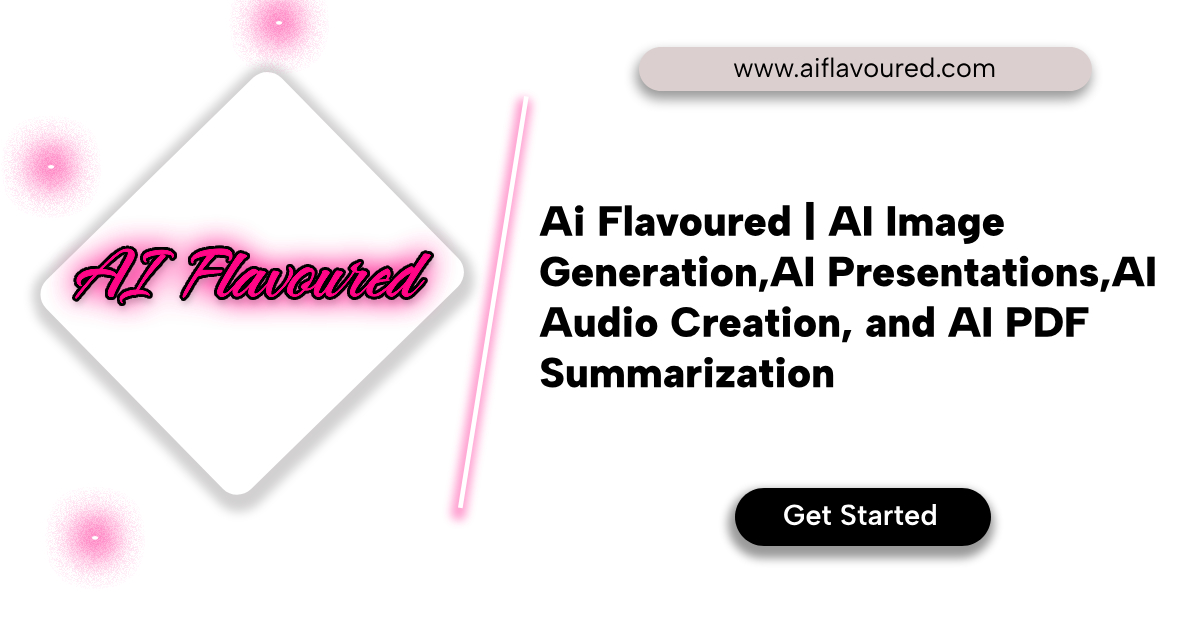 AI Flavoured
www.aiflavoured.com
Ai Flavoured | AI Image
Generation,AI Presentations,AI
Audio Creation, and AI PDF
Summarization
Get Started